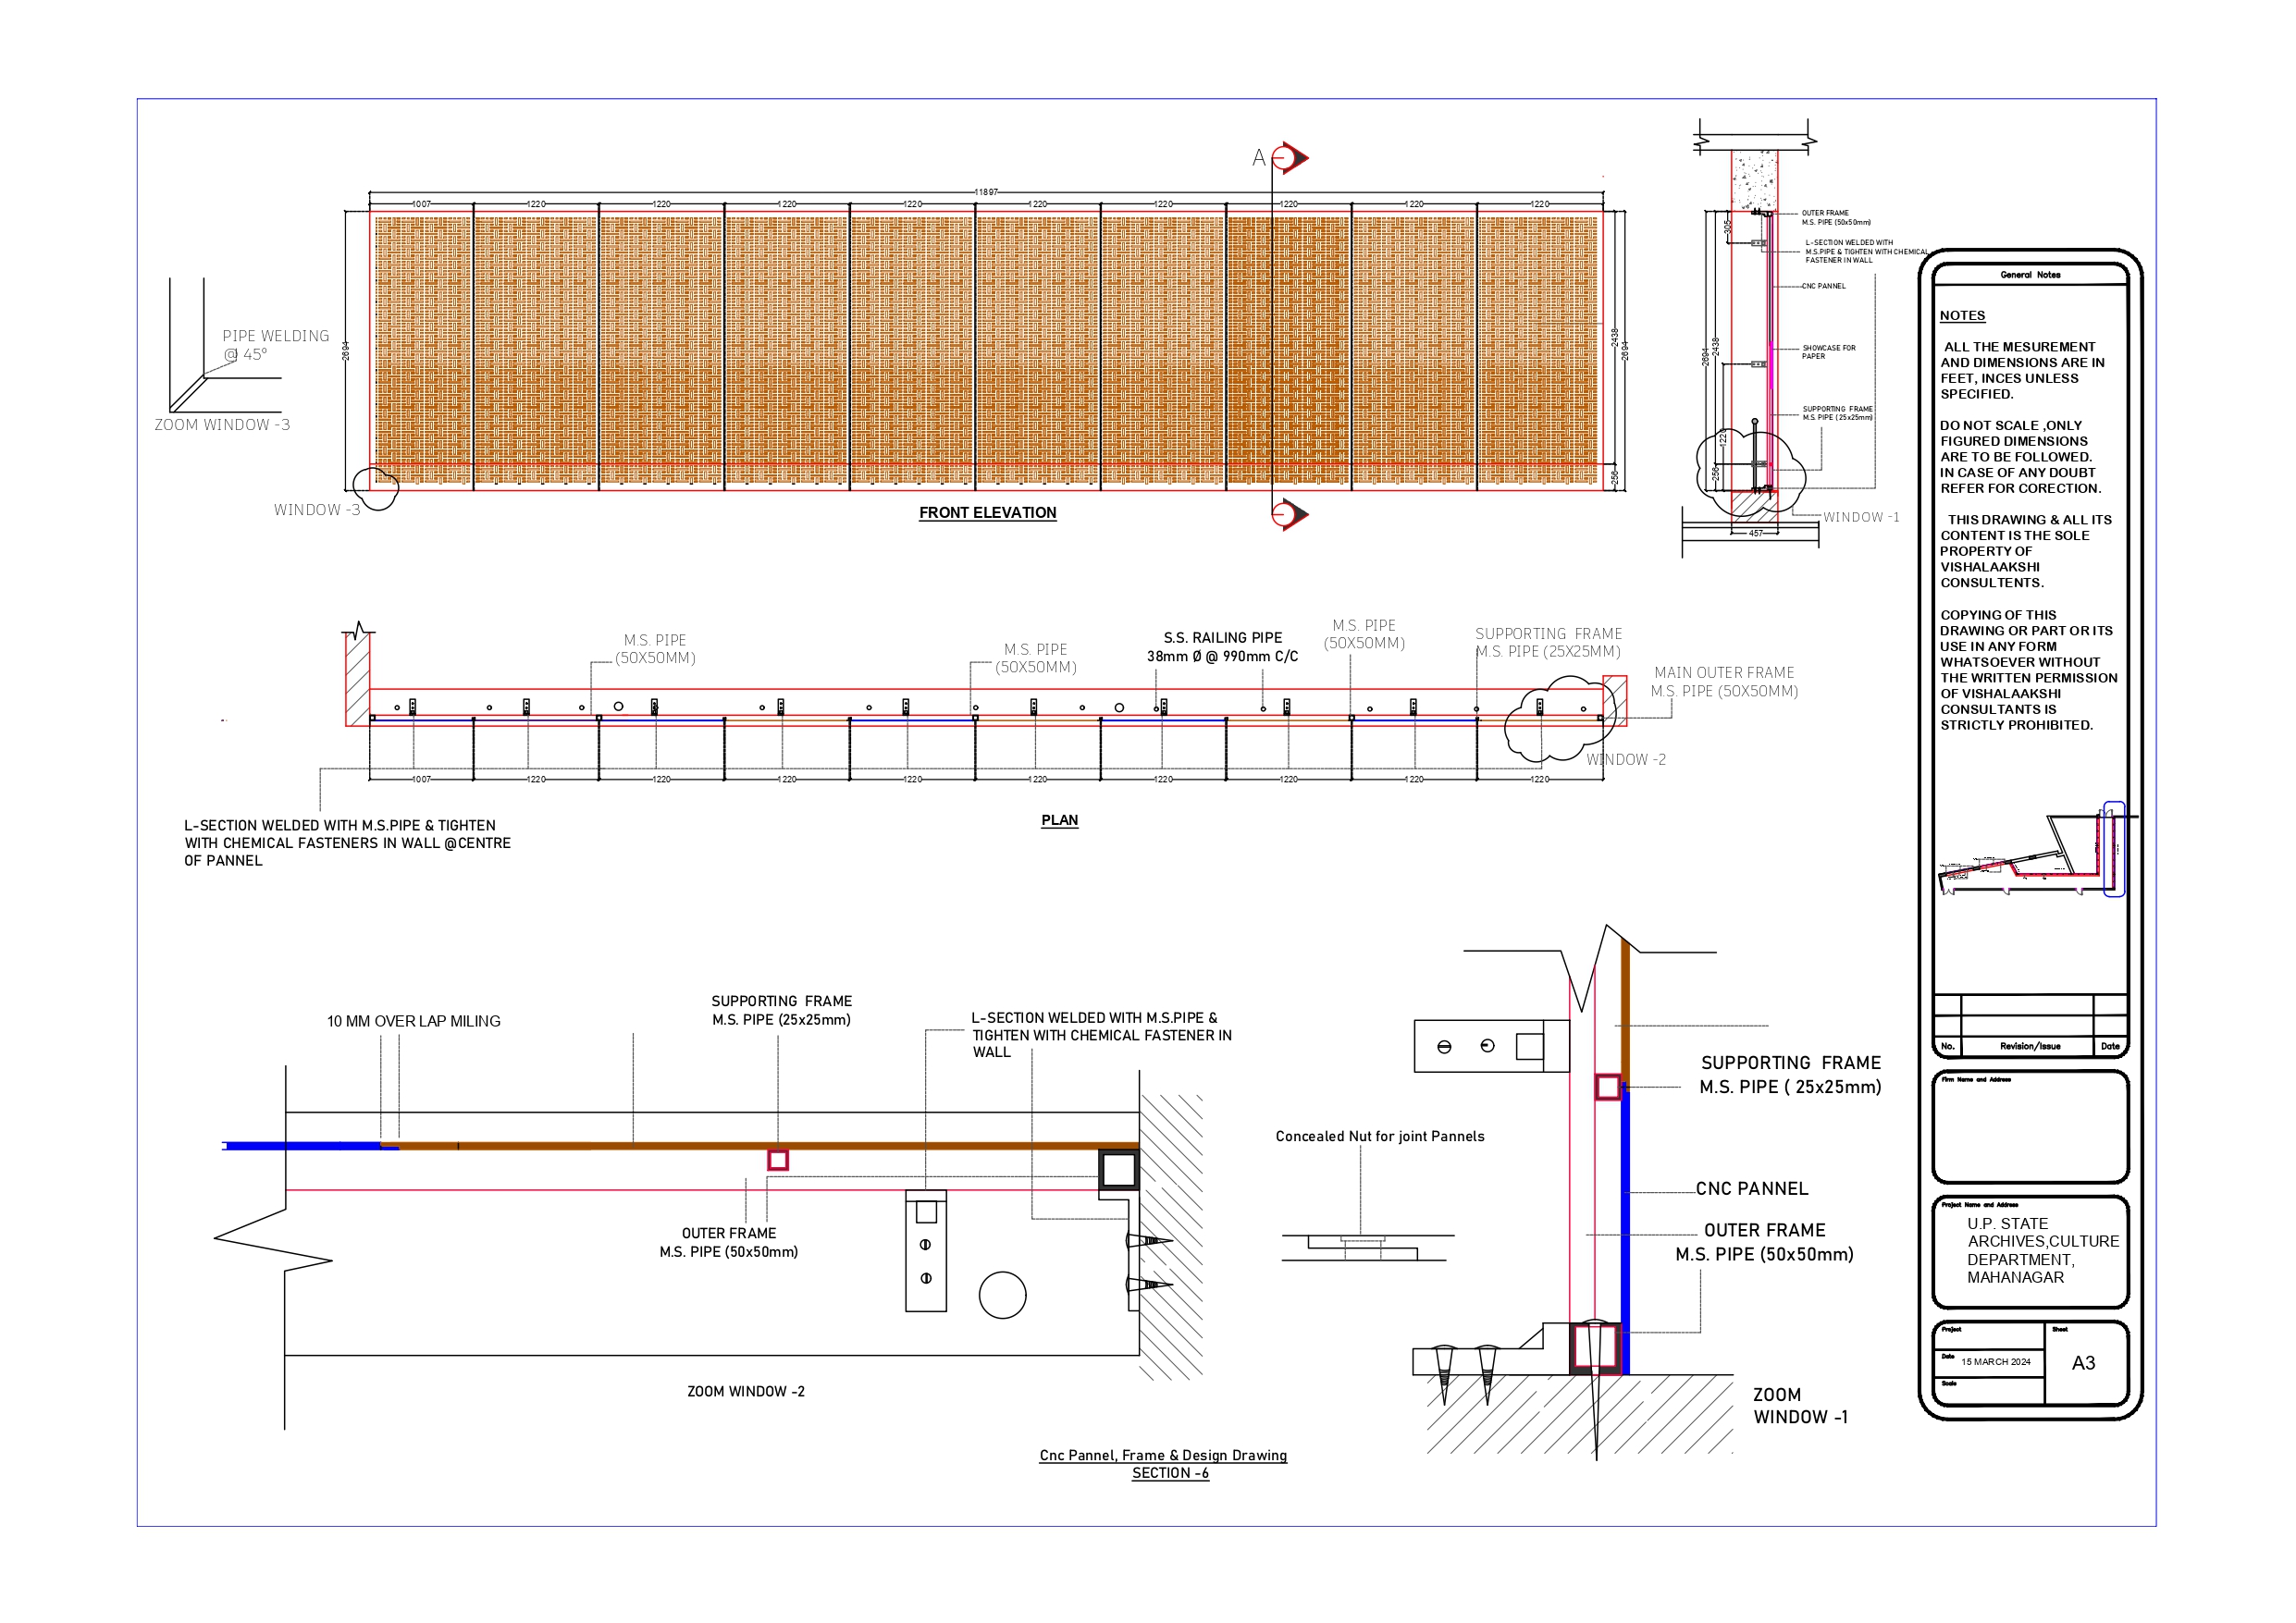 A
11897
1007
1220
1220
1220
1220
1220
1220
1220
1220
1220
2694
2438
2694
256
PIPE WELDING
@ 45°
ZOOM WINDOW -3
WINDOW -3
FRONT ELEVATION
OUTER FRAME
M.S. PIPE (50x50mm)
L-SECTION WELDED WITH
M.S.PIPE & TIGHTEN WITH CHEMICAL
FASTENER IN WALL
CNC PANNEL
SHOWCASE FOR
PAPER
SUPPORTING FRAME
M.S. PIPE (25x25mm)
305
2694
2438
1220
256
457
WINDOW -1
M.S. PIPE
(50X50MM)
M.S. PIPE
(50X50MM)
S.S. RAILING PIPE
38mm Ø @ 990mm C/C
M.S. PIPE
(50X50MM)
SUPPORTING FRAME
M.S. PIPE (25X25MM)
MAIN OUTER FRAME
M.S. PIPE (50X50MM)
WINDOW -2
1007
1220
1220
1220
1220
1220
1220
1220
1220
1220
PLAN
L-SECTION WELDED WITH M.S.PIPE & TIGHTEN
WITH CHEMICAL FASTENERS IN WALL @CENTRE
OF PANNEL
10 MM OVER LAP MILING
SUPPORTING FRAME
M.S. PIPE (25x25mm)
L-SECTION WELDED WITH M.S.PIPE &
TIGHTEN WITH CHEMICAL FASTENER IN
WALL
OUTER FRAME
M.S. PIPE (50x50mm)
ZOOM WINDOW -2
Concealed Nut for joint Pannels
SUPPORTING FRAME
M.S. PIPE ( 25x25mm)
CNC PANNEL
OUTER FRAME
M.S. PIPE (50x50mm)
ZOOM
WINDOW -1
Cnc Pannel, Frame & Design Drawing
SECTION -6
General Notes
NOTES
ALL THE MESUREMENT
AND DIMENSIONS ARE IN
FEET, INCES UNLESS
SPECIFIED.
DO NOT SCALE ,ONLY
FIGURED DIMENSIONS
ARE TO BE FOLLOWED.
IN CASE OF ANY DOUBT
REFER FOR CORECTION.
THIS DRAWING & ALL ITS
CONTENT IS THE SOLE
PROPERTY OF
VISHALAAKSHI
CONSULTENTS.
COPYING OF THIS
DRAWING OR PART OR ITS
USE IN ANY FORM
WHATSOEVER WITHOUT
THE WRITTEN PERMISSION
OF VISHALAAKSHI
CONSULTANTS IS
STRICTLY PROHIBITED.
No. Revision/Issue Date
Firm Name and Address
Project Name and Address
U.P. STATE
ARCHIVES,CULTURE
DEPARTMENT,
MAHANAGAR
Project
Sheet
Date 15 MARCH 2024
A3
Scale